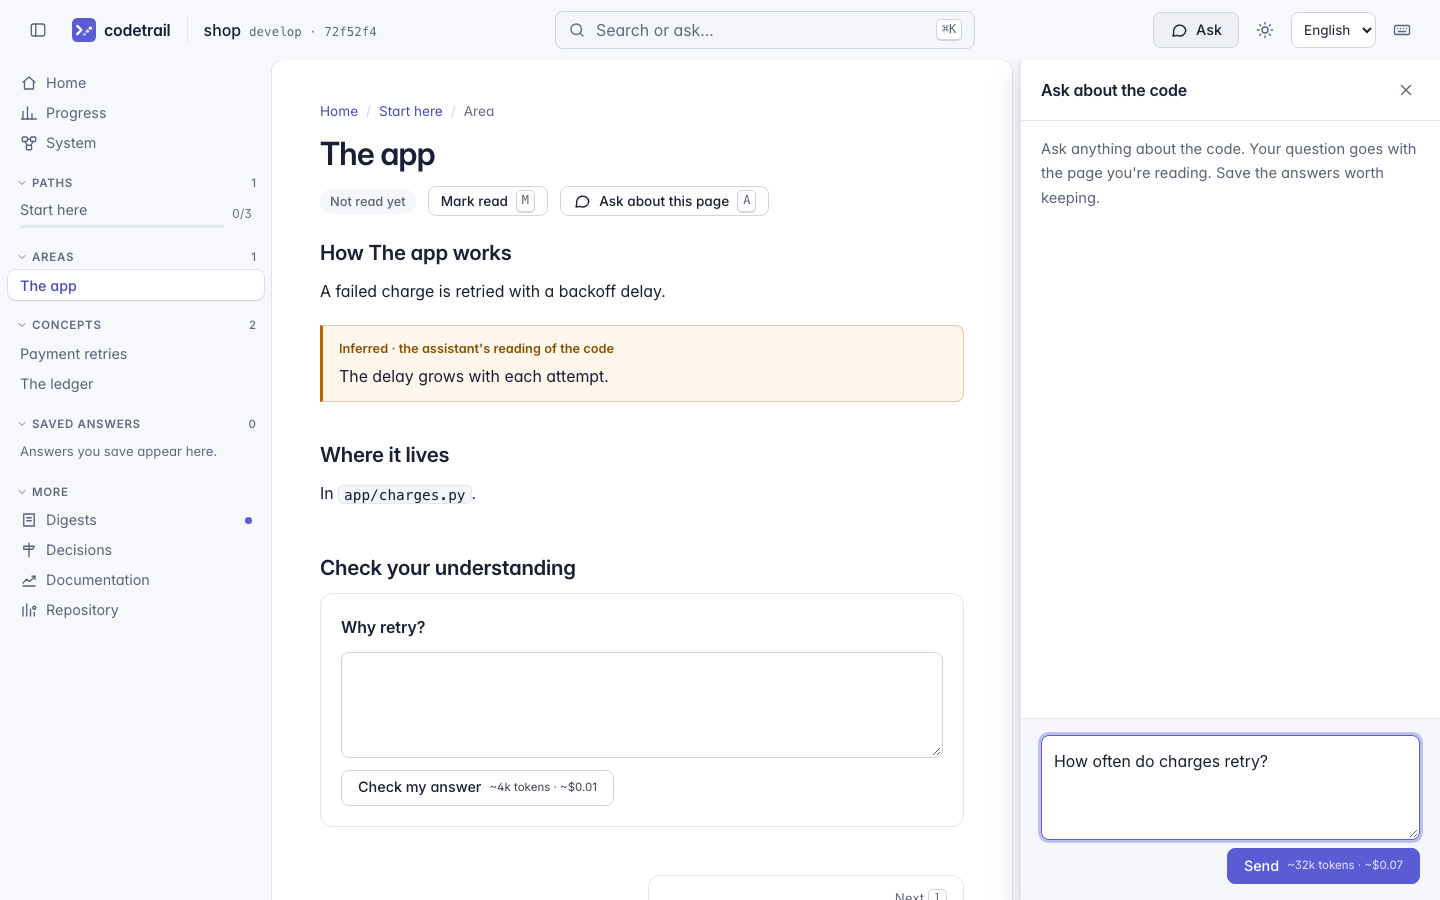 codetrail
shop develop · 72f52f4
Search or ask... ⌘K
Ask
English
Home
Progress
System
PATHS 1
Start here 0/3
AREAS 1
The app
CONCEPTS 2
Payment retries
The ledger
SAVED ANSWERS 0
Answers you save appear here.
MORE
Digests
Decisions
Documentation
Repository
Home / Start here / Area
The app
Not read yet
Mark read M
Ask about this page A
How The app works
A failed charge is retried with a backoff delay.
Inferred · the assistant's reading of the code
The delay grows with each attempt.
Where it lives
In app/charges.py.
Check your understanding
Why retry?
Check my answer ~4k tokens · ~$0.01
Next
Ask about the code
Ask anything about the code. Your question goes with
the page you're reading. Save the answers worth
keeping.
How often do charges retry?
Send ~32k tokens · ~$0.07